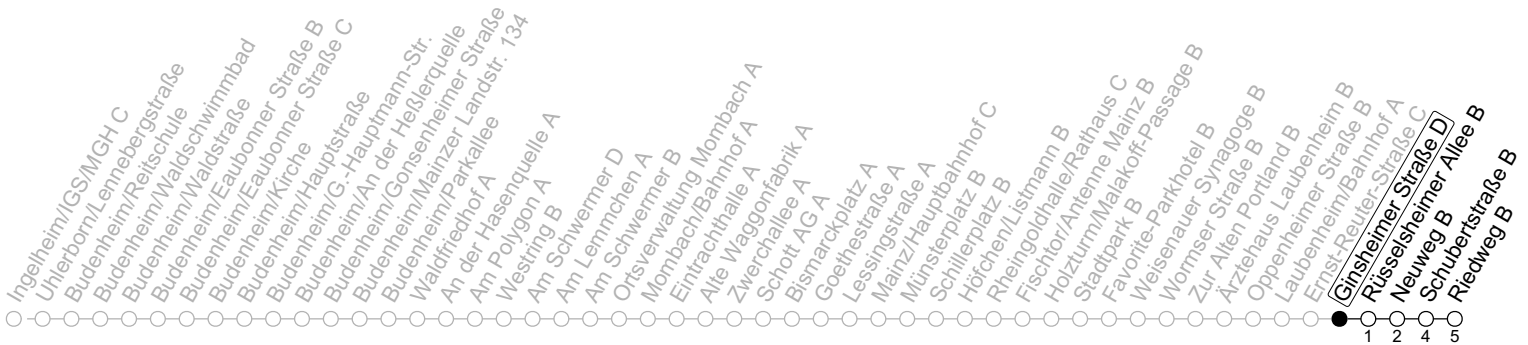 Ingelheim/IGS/MGH C
Uhlerborn/Lennebergstraße
Budenheim/Reitschule
Budenheim/Waldschwimmbad
Budenheim/Waldstraße
Budenheim/Eaubonner Straße B
Budenheim/Eaubonner Straße C
Budenheim/Kirche
Budenheim/Hauptstraße
Budenheim/G.-Hauptmann-Str.
Budenheim/An der Heßlerquelle
Budenheim/Gonsenheimer Straße
Budenheim/Mainzer Landstr. 134
Budenheim/Parkallee
Waldfriedhof A
An der Hasenquelle A
Am Polygon A
Westring B
Am Schwermer D
Am Lemmchen A
Am Schwermer B
Ortsverwaltung Mombach A
Mombach/Bahnhof A
Eintrachthalle A
Alte Waggonfabrik A
Zwerchallee A
Schott AG A
Bismarckplatz A
Goethestraße A
Lessingstraße A
Mainz/Hauptbahnhof C
Münsterplatz B
Schillerplatz B
Höfchen/Listmann B
Rheingoldhalle/Rathaus C
Fischtor/Antenne Mainz B
Holzturm/Malakoff-Passage B
Stadtpark B
Favorite-Parkhotel B
Weisenauer Synagoge B
Wormser Straße B
Zur Alten Portland B
Ärztehaus Laubenheim B
Oppenheimer Straße B
Laubenheim/Bahnhof A
Ernst-Reuter-Straße C
Ginsheimer Straße D
Rüsselsheimer Allee B
Neuweg B
Schubertstraße B
Riedweg B
1 2 4 5